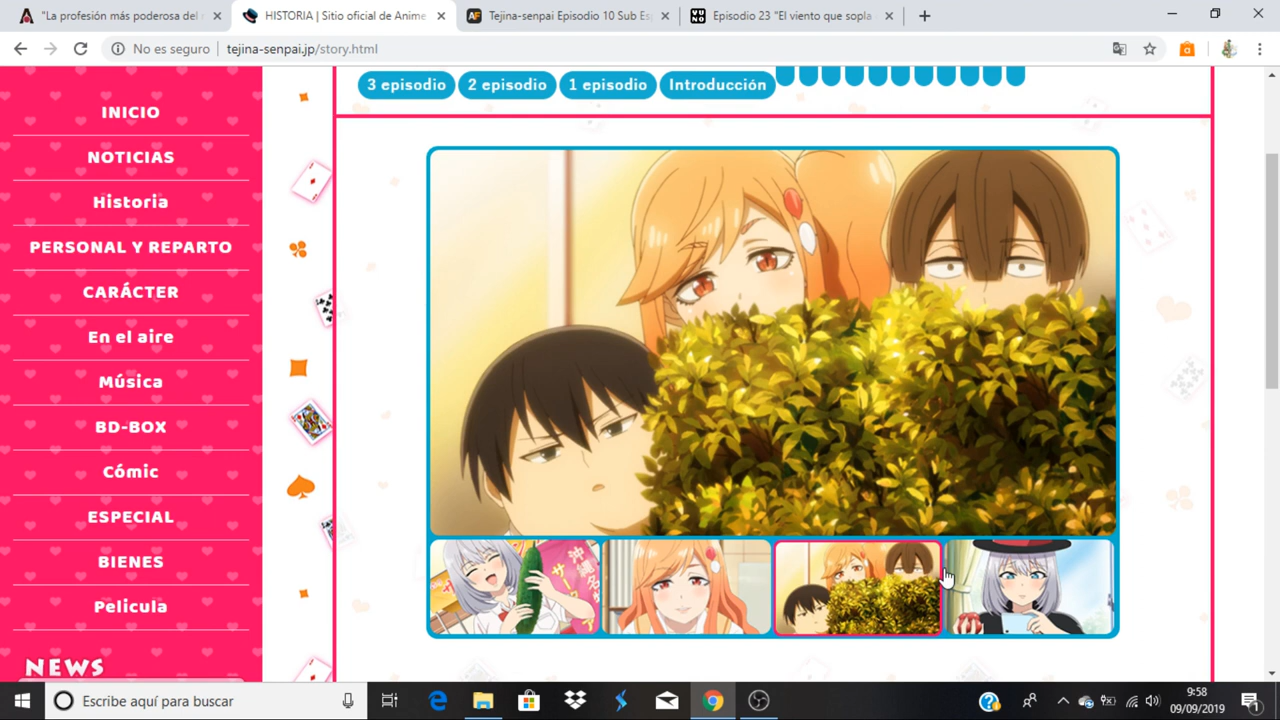 "La profesión más poderosa del
HISTORIA | Sitio oficial de Anime
Tejina-senpai Episodio 10 Sub Es
Episodio 23 "El viento que sopla
No es seguro
tejina-senpai.jp/story.html
3 episodio
2 episodio
1 episodio
Introducción
INICIO
NOTICIAS
Historia
PERSONAL Y REPARTO
CARÁCTER
En el aire
Música
BD-BOX
Cómic
ESPECIAL
BIENES
Pelicula
NEWS
Escribe aquí para buscar
9:58
09/09/2019